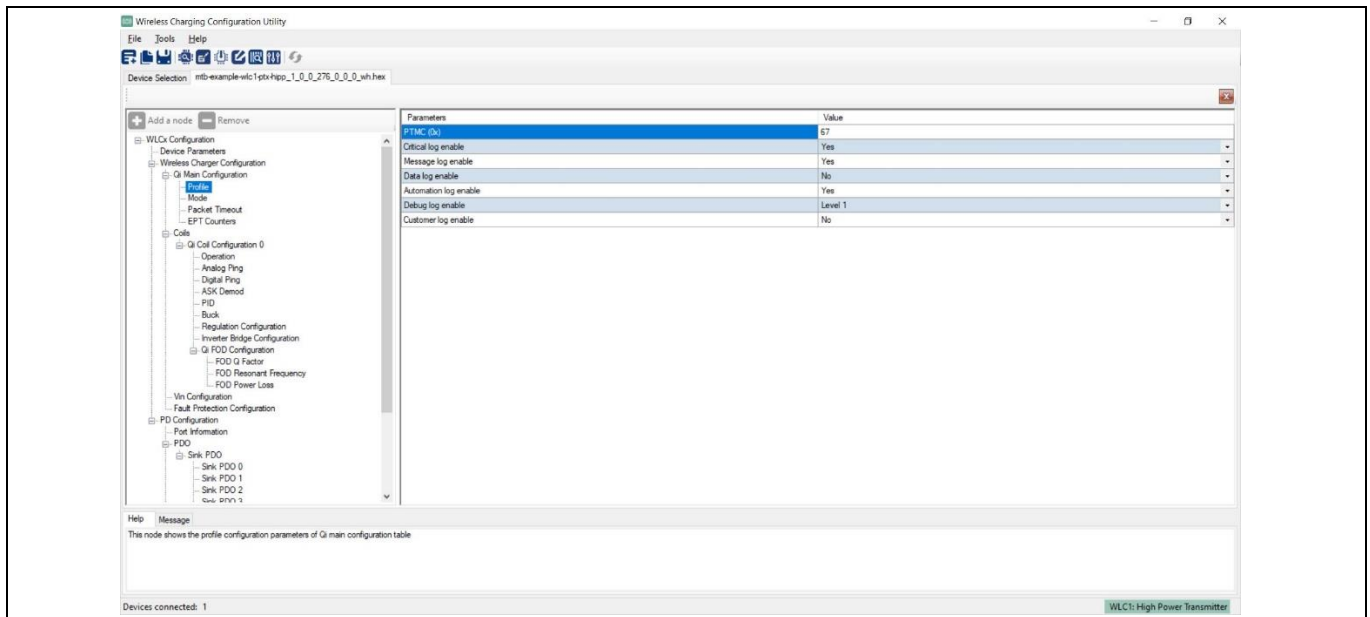 Wireless Charging Configuration Utility
File Tools Help
Device Selection mtb-example-wlc1-ptx-hipp_1_0_0_276_0_0_0_wh.hex
Add a node Remove
WLCx Configuration
Device Parameters
Wireless Charger Configuration
Qi Main Configuration
Profile
Mode
Packet Timeout
EPT Counters
Coils
Qi Coil Configuration 0
Operation
Analog Ping
Digital Ping
ASK Demod
PID
Buck
Regulation Configuration
Inverter Bridge Configuration
Qi FOD Configuration
FOD Q Factor
FOD Resonant Frequency
FOD Power Loss
Vin Configuration
Fault Protection Configuration
PD Configuration
Port Information
PDO
Sink PDO
Sink PDO 0
Sink PDO 1
Sink PDO 2
Sink PDO 3
Parameters Value
PTMC (0x) 67
Critical log enable Yes
Message log enable Yes
Data log enable No
Automation log enable Yes
Debug log enable Level 1
Customer log enable No
Help Message
This node shows the profile configuration parameters of Qi main configuration table
Devices connected: 1
WLC1: High Power Transmitter